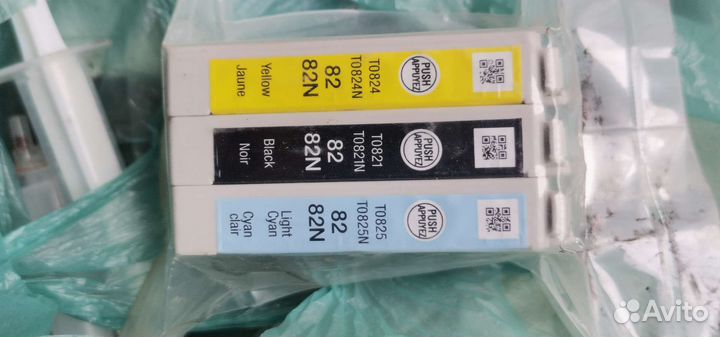 Yellow
Jaune
82
82N
T0824
T0824N
PUSH
APPUYEZ
Black
Noir
82
82N
T0821
T0821N
PUSH
APPUYEZ
Light
Cyan
Cyan
clair
82
82N
T0825
T0825N
PUSH
APPUYEZ
Avito